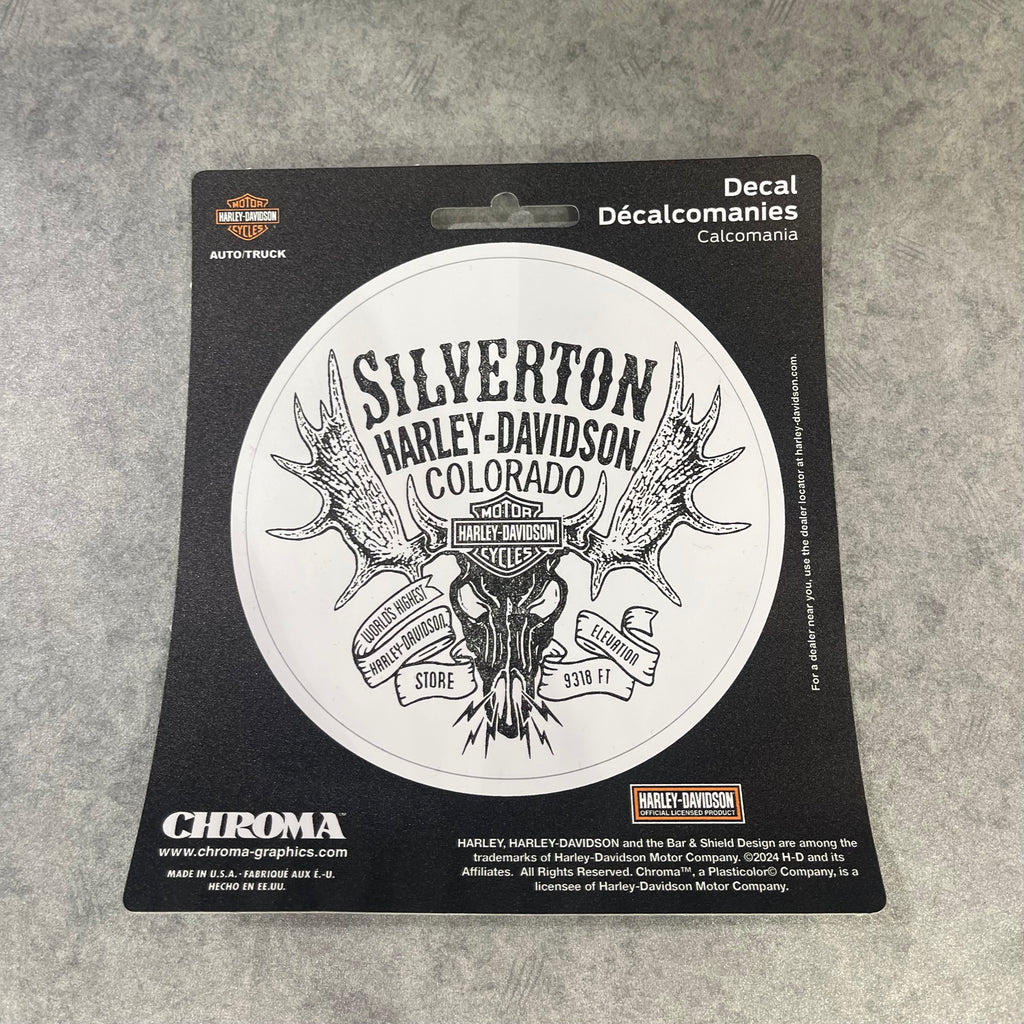 MOTOR
HARLEY-DAVIDSON
CYCLES
AUTO/TRUCK
Decal
Décalcomanies
Calcomania
SILVERTON
HARLEY-DAVIDSON
COLORADO
MOTOR
HARLEY-DAVIDSON
CYCLES
WORLD'S HIGHEST
HARLEY-DAVIDSON
STORE
ELEVATION
9318 FT
For a dealer near you, use the dealer locator at harley-davidson.com.
HARLEY-DAVIDSON
OFFICIAL LICENSED PRODUCT
CHROMA™
www.chroma-graphics.com
MADE IN U.S.A. · FABRIQUÉ AUX É.-U.
HECHO EN EE.UU.
HARLEY, HARLEY-DAVIDSON and the Bar & Shield Design are among the
trademarks of Harley-Davidson Motor Company. ©2024 H-D and its
Affiliates. All Rights Reserved. Chroma™, a Plasticolor© Company, is a
licensee of Harley-Davidson Motor Company.